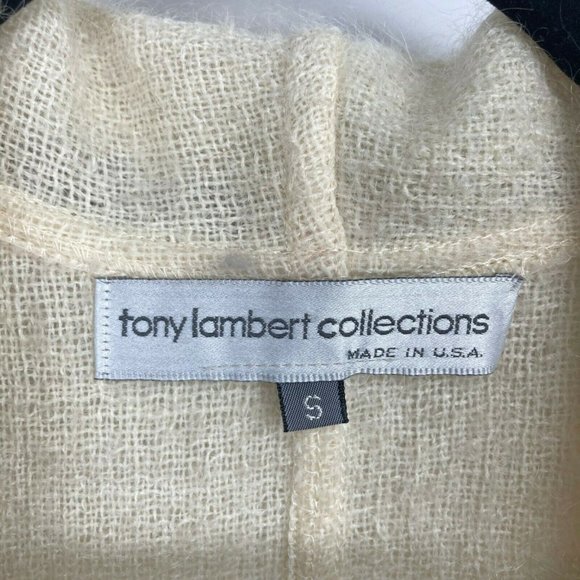 tony lambert collections
MADE IN U.S.A.
S